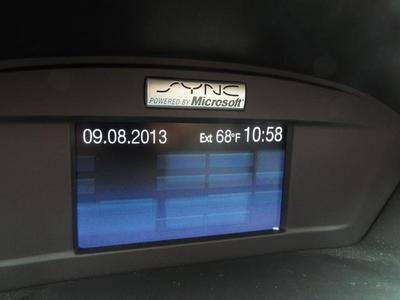 SYNC
POWERED BY Microsoft
09.08.2013 Ext 68°F 10:58